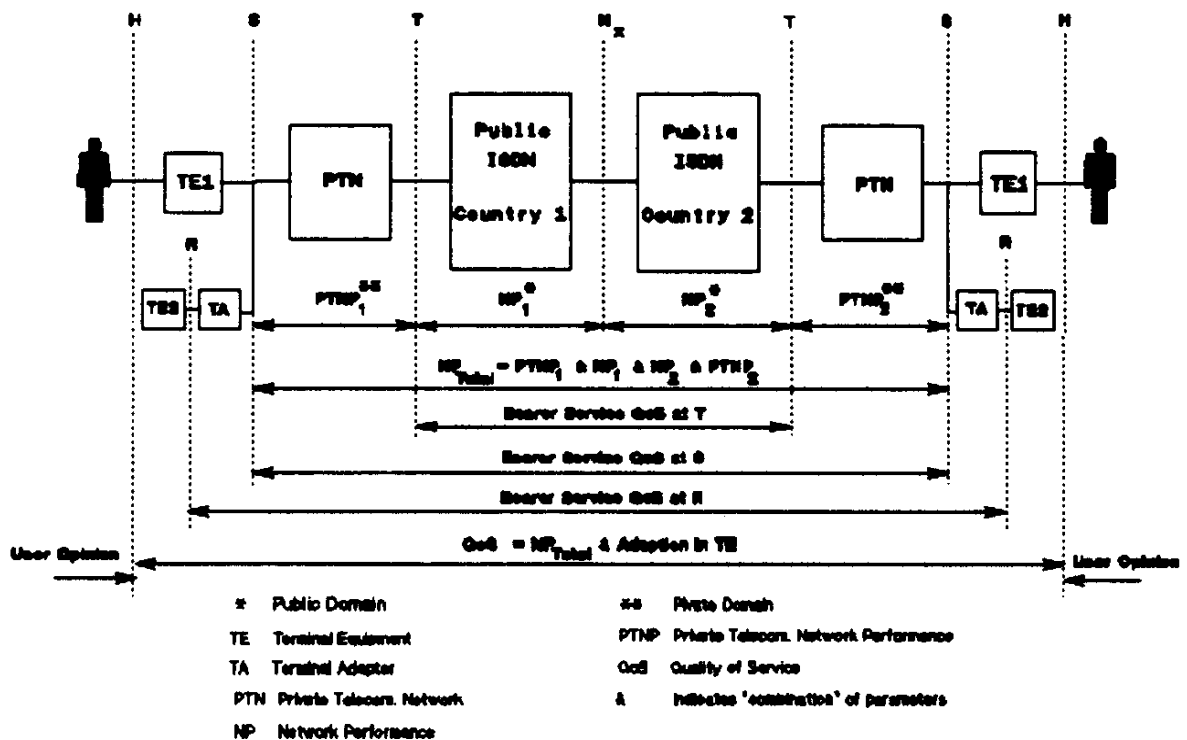 H S T N T S H
x
Public
ISDN
Country 1
Public
ISDN
Country 2
TE1 PTN PTN TE1
R R
TE2 TA TA TE2
PTNP1** NP1* NP2* PTNP2**
NPTotal = PTNP1 & NP1 & NP2 & PTNP2
Bearer Service QoS at T
Bearer Service QoS at S
Bearer Service QoS at R
User Opinion QoS = NPTotal & Adaption in TE User Opinion
* Public Domain ** Pivate Domain
TE Terminal Equipment PTNP Private Telecom. Network Performance
TA Terminal Adapter QoS Quality of Service
PTN Private Telecom. Network & Indicates 'combination' of parameters
NP Network Performance